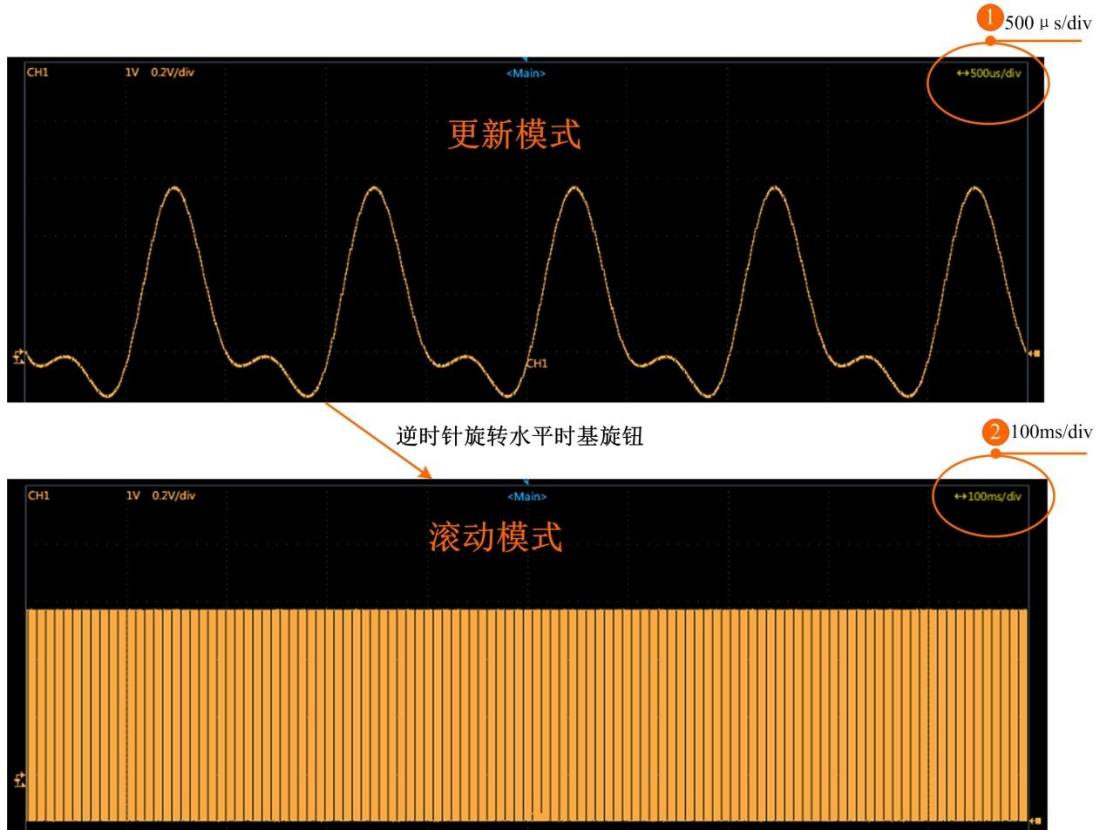 1 500 μ s/div
CH1 1V 0.2V/div <Main> ↔500us/div
更新模式
CH1
逆时针旋转水平时基旋钮
2 100ms/div
CH1 1V 0.2V/div <Main> ↔100ms/div
滚动模式